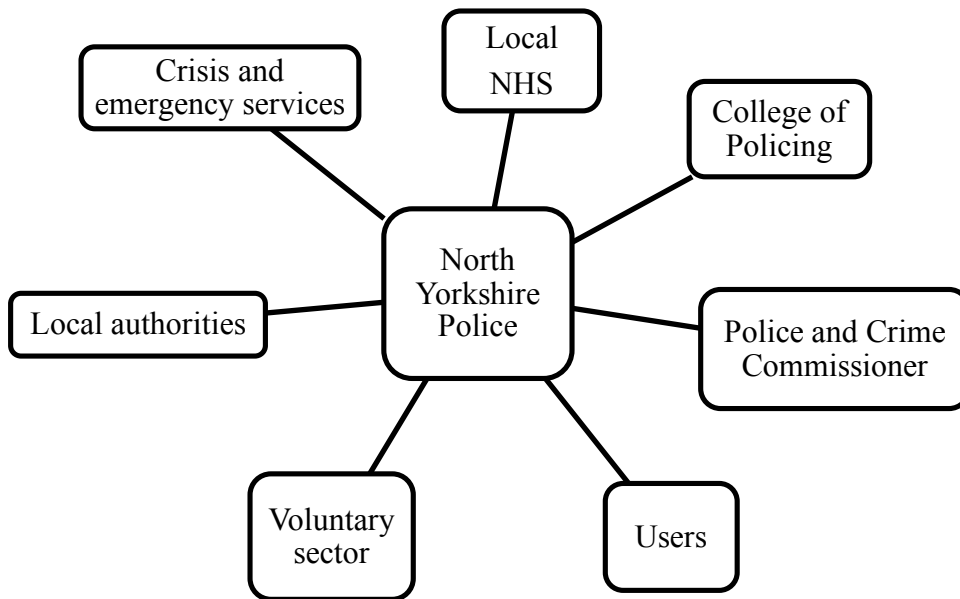 Local
NHS
Crisis and
emergency services
College of
Policing
North
Yorkshire
Police
Local authorities
Police and Crime
Commissioner
Voluntary
sector
Users